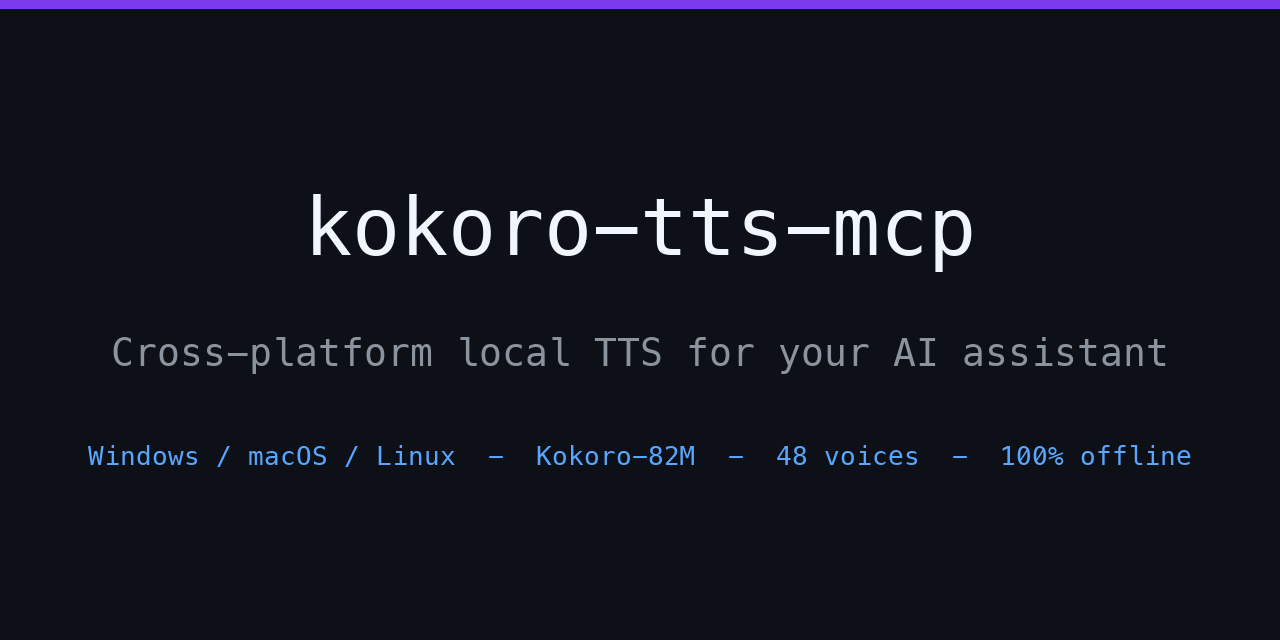 kokoro-tts-mcp
Cross-platform local TTS for your AI assistant
Windows / macOS / Linux – Kokoro-82M – 48 voices – 100% offline